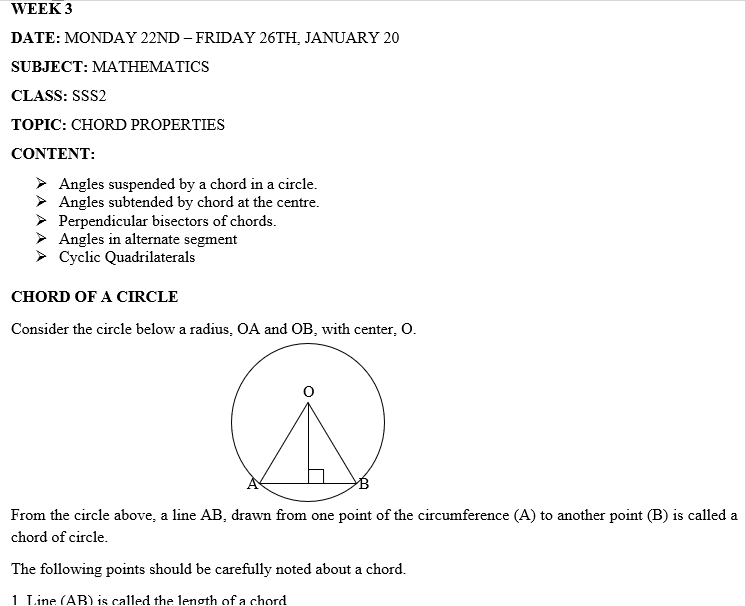 WEEK 3
DATE: MONDAY 22ND – FRIDAY 26TH, JANUARY 20
SUBJECT: MATHEMATICS
CLASS: SSS2
TOPIC: CHORD PROPERTIES
CONTENT:
➢ Angles suspended by a chord in a circle.
➢ Angles subtended by chord at the centre.
➢ Perpendicular bisectors of chords.
➢ Angles in alternate segment
➢ Cyclic Quadrilaterals
CHORD OF A CIRCLE
Consider the circle below a radius, OA and OB, with center, O.
O
A B
From the circle above, a line AB, drawn from one point of the circumference (A) to another point (B) is called a
chord of circle.
The following points should be carefully noted about a chord.
1. Line (AB) is called the length of a chord